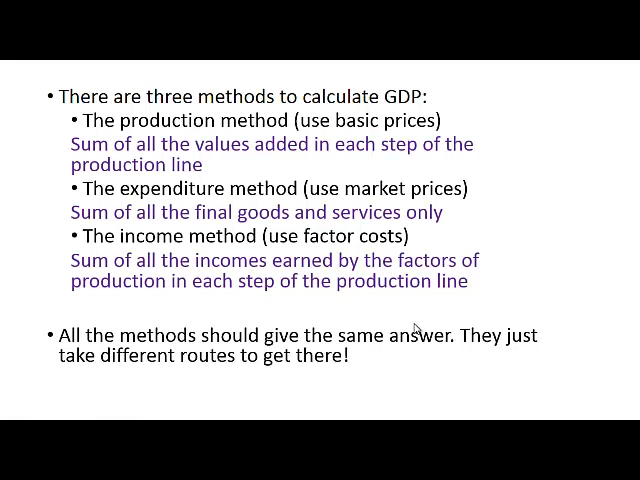 • There are three methods to calculate GDP:
• The production method (use basic prices)
Sum of all the values added in each step of the
production line
• The expenditure method (use market prices)
Sum of all the final goods and services only
• The income method (use factor costs)
Sum of all the incomes earned by the factors of
production in each step of the production line
• All the methods should give the same answer. They just
take different routes to get there!